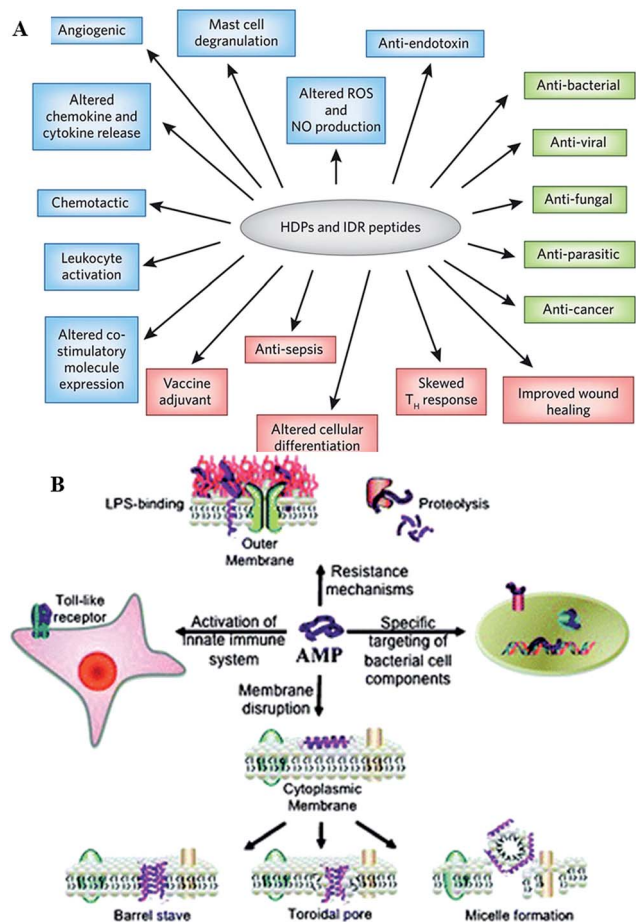 A
Angiogenic
Mast cell
degranulation
Anti-endotoxin
Altered
chemokine and
cytokine release
Altered ROS
and
NO production
Anti-bacterial
Anti-viral
Chemotactic
HDPs and IDR peptides
Anti-fungal
Leukocyte
activation
Anti-parasitic
Anti-cancer
Altered co-
stimulatory
molecule
expression
Vaccine
adjuvant
Anti-sepsis
Altered cellular
differentiation
Skewed
TH response
Improved wound
healing
B
LPS-binding
Outer
Membrane
Proteolysis
Resistance
mechanisms
Toll-like
receptor
Activation of
innate immune
system
AMP
Specific
targeting of
bacterial cell
components
Membrane
disruption
Cytoplasmic
Membrane
Barrel stave
Toroidal pore
Micelle formation